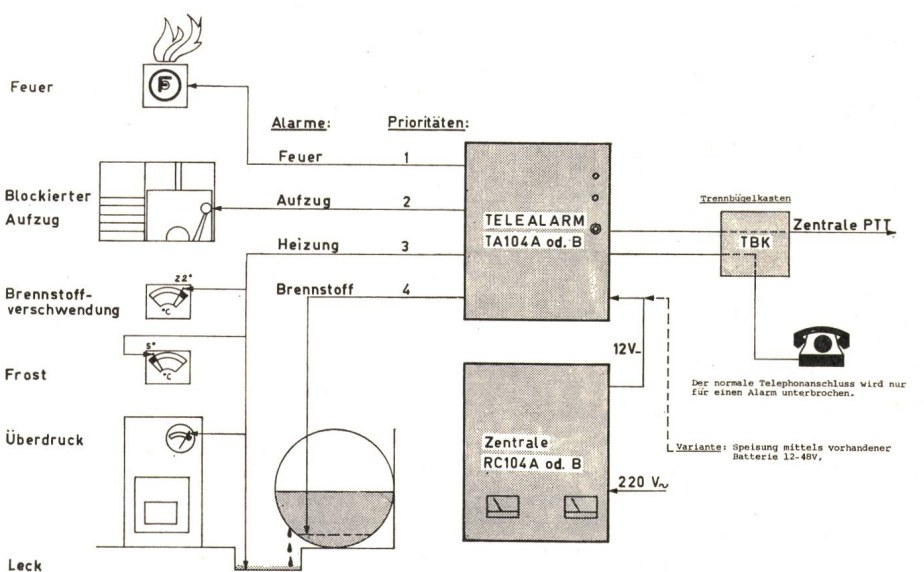 Feuer
F
Alarme: Prioritäten:
Feuer 1
Blockierter
Aufzug
Aufzug 2
TELEALARM
TA104A od. B
Trennbügelkasten
TBK
Zentrale PTT
Heizung 3
22°
°C
Brennstoff-
verschwendung
Brennstoff 4
5°
°C
Frost
12V-
Der normale Telephonanschluss wird nur
für einen Alarm unterbrochen.
Überdruck
Zentrale
RC104A od. B
Variante: Speisung mittels vorhandener
Batterie 12-48V,
220 V~
Leck